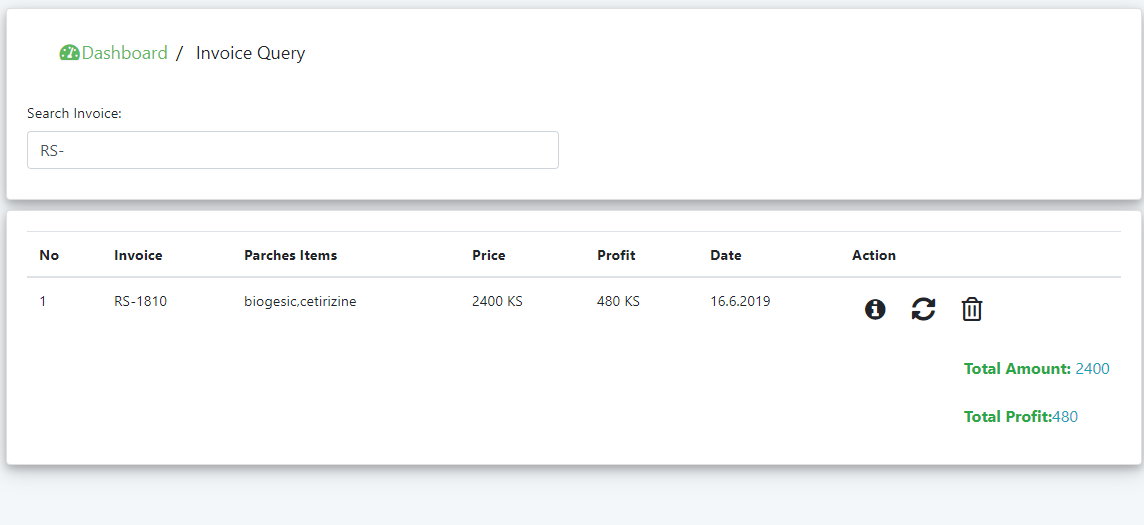 Dashboard / Invoice Query
Search Invoice:
RS-
No Invoice Parches Items Price Profit Date Action
1 RS-1810 biogesic,cetirizine 2400 KS 480 KS 16.6.2019
Total Amount: 2400
Total Profit:480